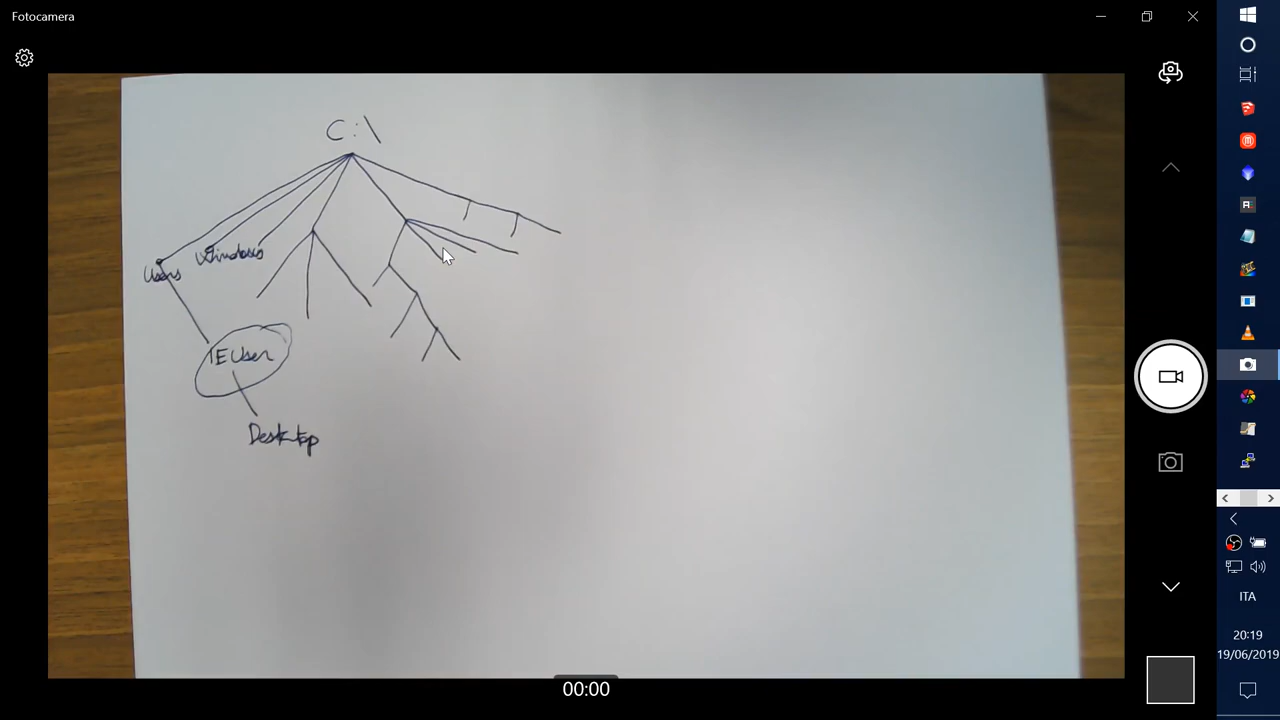 Fotocamera
C:\
Users
Windows
IEUser
Desktop
00:00
ITA
20:19
19/06/2019